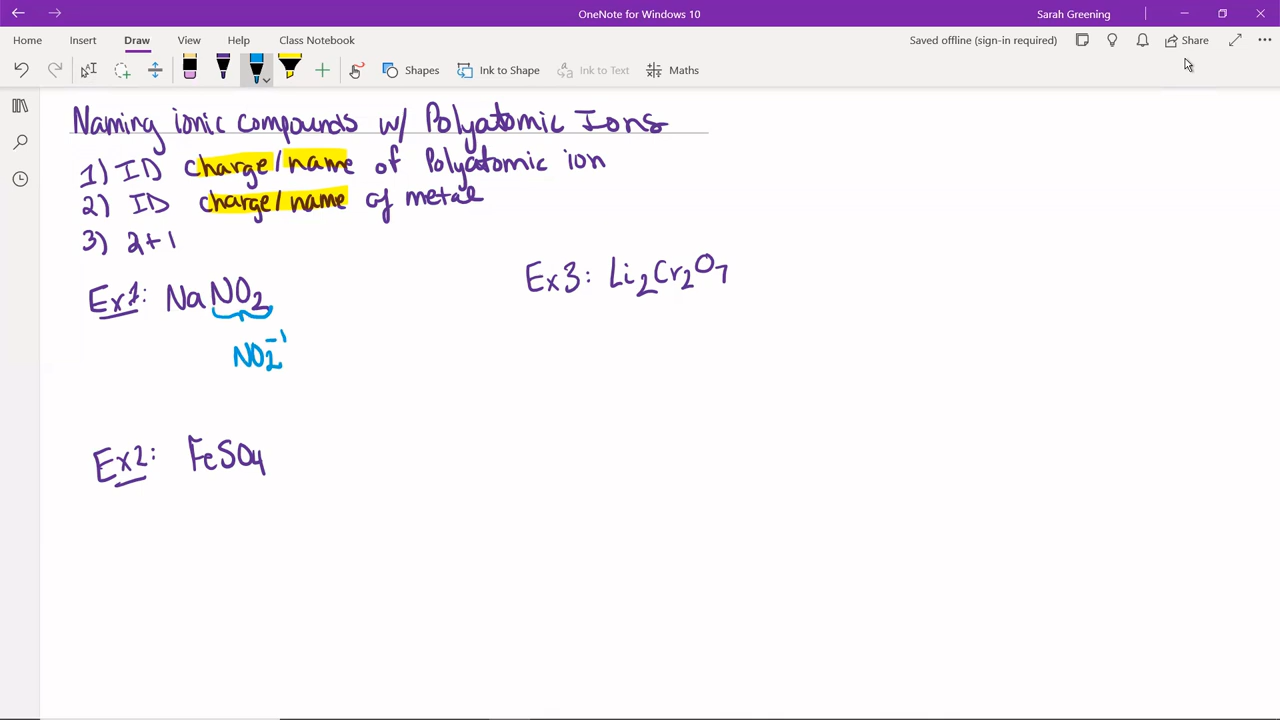 OneNote for Windows 10
Sarah Greening
Home Insert Draw View Help Class Notebook
Saved offline (sign-in required)
Share
Shapes
Ink to Shape
Ink to Text
Maths
Naming ionic compounds w/ Polyatomic Ions
1) ID charge/name of Polyatomic ion
2) ID charge/name of metal
3) 2+1
Ex1: NaNO₂
NO₂⁻¹
Ex2: FeSO₄
Ex3: Li₂Cr₂O₇